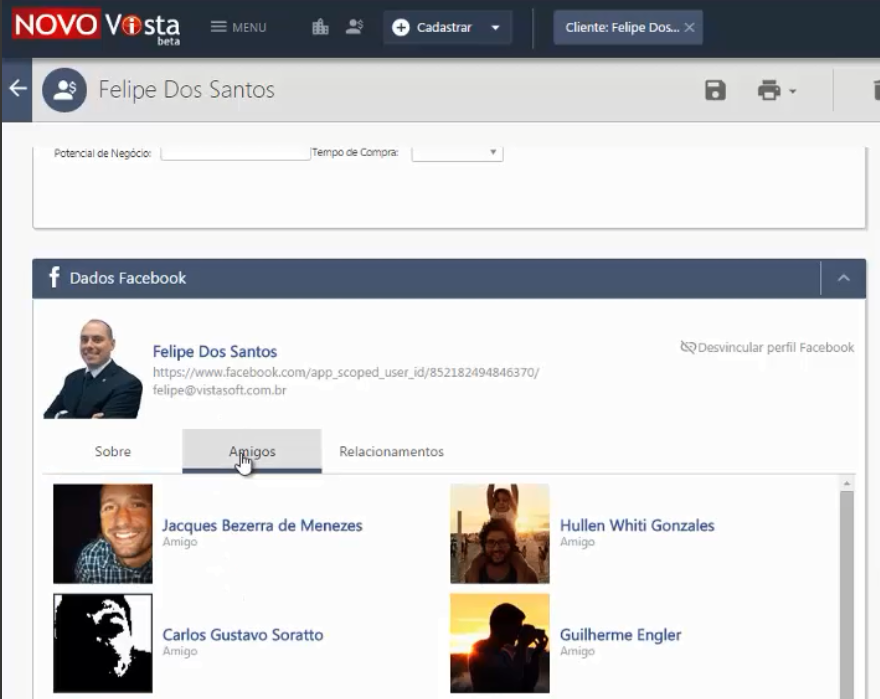 NOVO Vista
beta
MENU
Cadastrar
Cliente: Felipe Dos...
Felipe Dos Santos
Potencial de Negócio:
Tempo de Compra:
Dados Facebook
Felipe Dos Santos
https://www.facebook.com/app_scoped_user_id/852182494846370/
felipe@vistasoft.com.br
Desvincular perfil Facebook
Sobre
Amigos
Relacionamentos
Jacques Bezerra de Menezes
Amigo
Hullen Whiti Gonzales
Amigo
Carlos Gustavo Soratto
Amigo
Guilherme Engler
Amigo